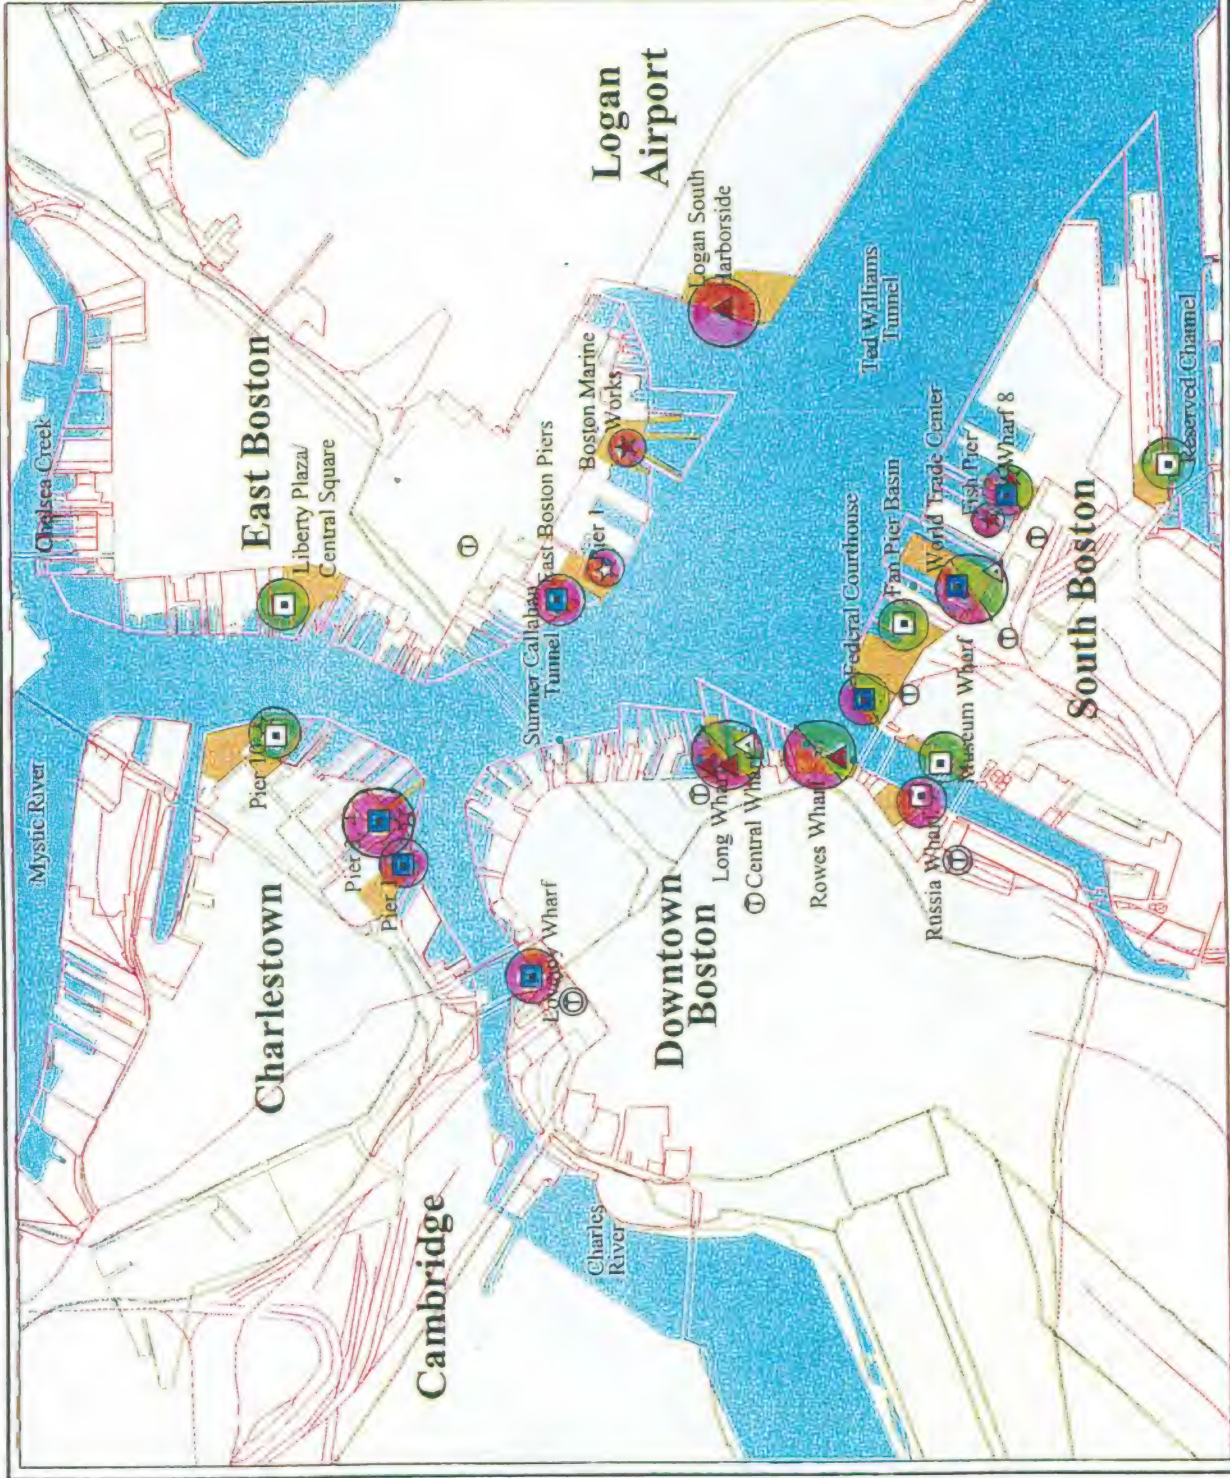 Mystic River
Chelsea Creek
Charlestown
Pier 1
Pier
East Boston
Liberty Plaza/
Central Square
Cambridge
Charles
River
Wharf
Sumner Callahan
Tunnel
East Boston Piers
Pier 1
Boston Marine
Works
Logan
Airport
Logan South
Harborside
Downtown
Boston
Long Wharf
Central Wharf
Rowes Wharf
Russia Wharf
Museum Wharf
Federal Courthouse
Fan Pier Basin
World Trade Center
Fish Pier
Wharf 8
Ted Williams
Tunnel
South Boston
Reserved Channel
T
T
T
T
T
T
T
T